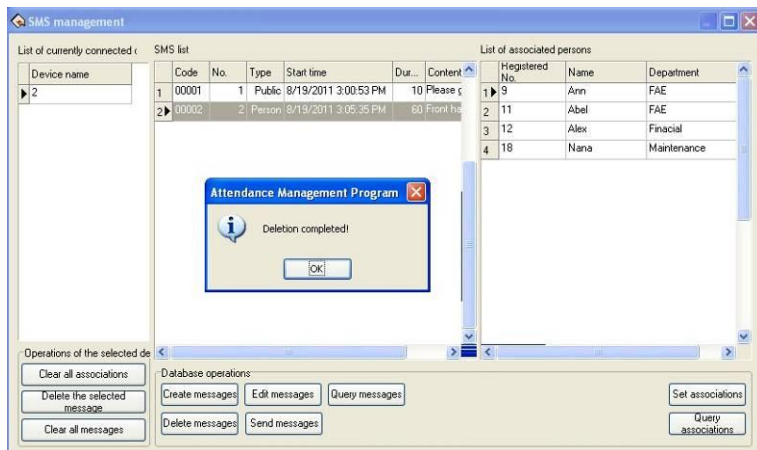 SMS management
List of currently connected c
SMS list
List of associated persons
Device name
2
Code No. Type Start time Dur... Content
1 00001 1 Public 8/19/2011 3:00:53 PM 10 Please g
2 00002 2 Person 8/19/2011 3:05:35 PM 60 Front ha
Registered No. Name Department
1 9 Ann FAE
2 11 Abel FAE
3 12 Alex Finacial
4 18 Nana Maintenance
Attendance Management Program
Deletion completed!
OK
Operations of the selected de
Clear all associations
Delete the selected
message
Clear all messages
Database operations
Create messages Edit messages Query messages
Delete messages Send messages
Set associations
Query
associations